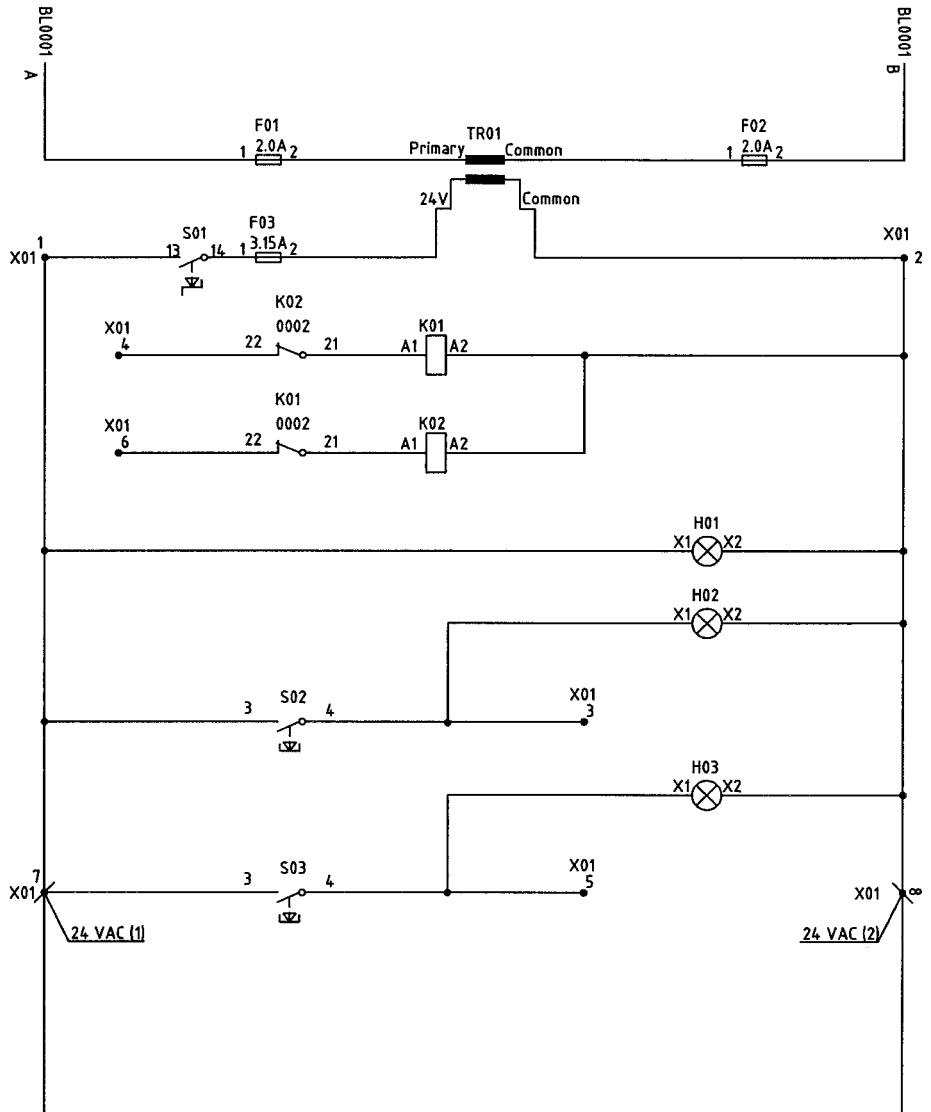 BL0001
A
BL0001
B
F01
2.0A
1 2
TR01
Primary Common
F02
2.0A
1 2
24V Common
X01
1
S01
13 14
F03
3.15A
1 2
X01
2
X01
4
K02
0002
22 21
K01
A1 A2
X01
6
K01
0002
22 21
K02
A1 A2
H01
X1 X2
H02
X1 X2
S02
3 4
X01
3
H03
X1 X2
7
X01
S03
3 4
X01
5
X01
8
24 VAC (1)
24 VAC (2)